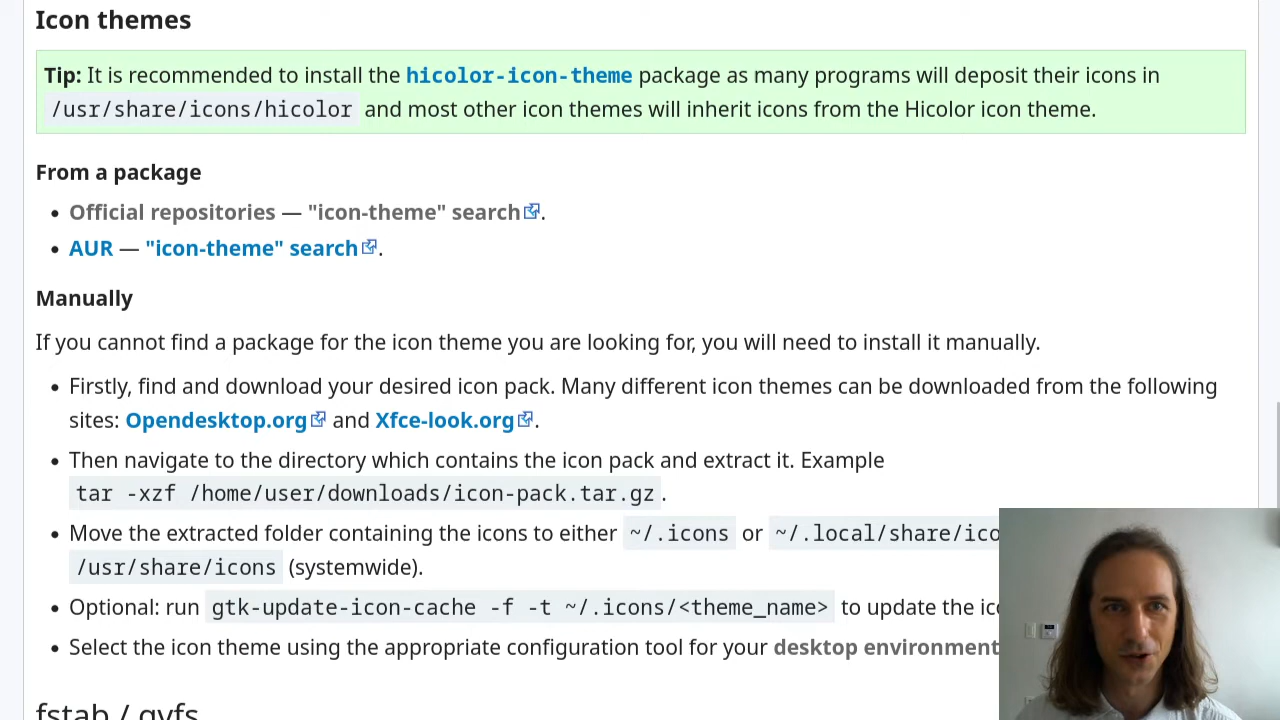 Icon themes
Tip: It is recommended to install the hicolor-icon-theme package as many programs will deposit their icons in
/usr/share/icons/hicolor and most other icon themes will inherit icons from the Hicolor icon theme.
From a package
• Official repositories — "icon-theme" search.
• AUR — "icon-theme" search.
Manually
If you cannot find a package for the icon theme you are looking for, you will need to install it manually.
• Firstly, find and download your desired icon pack. Many different icon themes can be downloaded from the following
sites: Opendesktop.org and Xfce-look.org.
• Then navigate to the directory which contains the icon pack and extract it. Example
tar -xzf /home/user/downloads/icon-pack.tar.gz.
• Move the extracted folder containing the icons to either ~/.icons or ~/.local/share/ico
/usr/share/icons (systemwide).
• Optional: run gtk-update-icon-cache -f -t ~/.icons/<theme_name> to update the ic
• Select the icon theme using the appropriate configuration tool for your desktop environment
fstab / gvfs